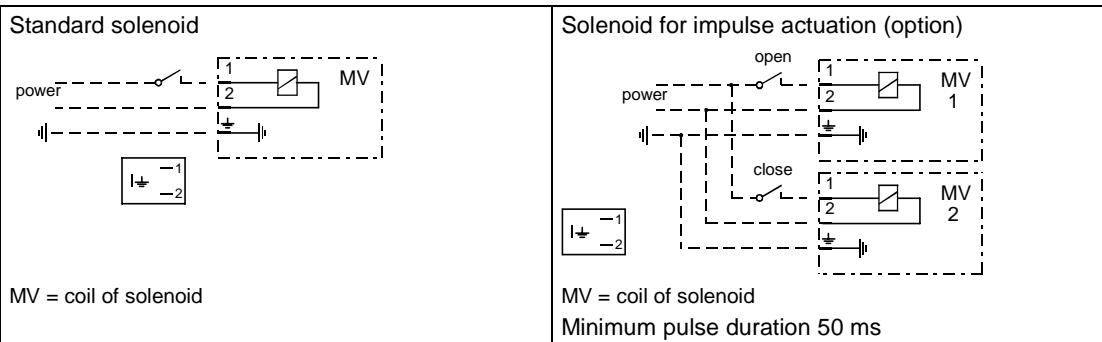 Standard solenoid
power
1
2
MV
1
2
MV = coil of solenoid
Solenoid for impulse actuation (option)
open
power
1
2
MV
1
close
1
2
MV
2
1
2
MV = coil of solenoid
Minimum pulse duration 50 ms